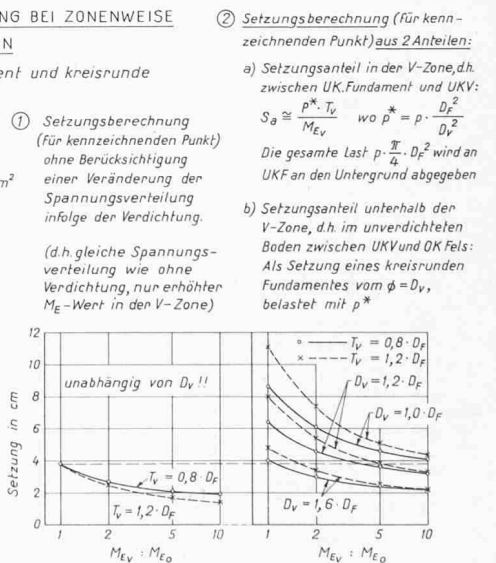 NG BEI ZONENWEISE
N
ent und kreisrunde
m²
① Setzungsberechnung
(für kennzeichnenden Punkt)
ohne Berücksichtigung
einer Veränderung der
Spannungsverteilung
infolge der Verdichtung.
(d.h. gleiche Spannungs-
verteilung wie ohne
Verdichtung, nur erhöhter
M_E-Wert in der V-Zone)
② Setzungsberechnung (für kenn-
zeichnenden Punkt) aus 2 Anteilen:
a) Setzungsanteil in der V-Zone, d.h.
zwischen UK.Fundament und UKV:
S_a ≅ p*·T_V / M_E_V wo p* = p · D_F² / D_V²
Die gesamte Last p·π/4·D_F² wird an
UKF an den Untergrund abgegeben
b) Setzungsanteil unterhalb der
V-Zone, d.h. im unverdichteten
Boden zwischen UKV und OK Fels:
Als Setzung eines kreisrunden
Fundamentes vom ϕ = D_V,
belastet mit p*
Setzung in cm
12
10
8
6
4
2
0
unabhängig von D_V !!
T_V = 0,8·D_F
T_V = 1,2·D_F
1 2 5 10
M_E_V : M_E_0
T_V = 0,8·D_F
T_V = 1,2·D_F
D_V = 1,2·D_F
D_V = 1,0·D_F
D_V = 1,6·D_F
1 2 5 10
M_E_V : M_E_0